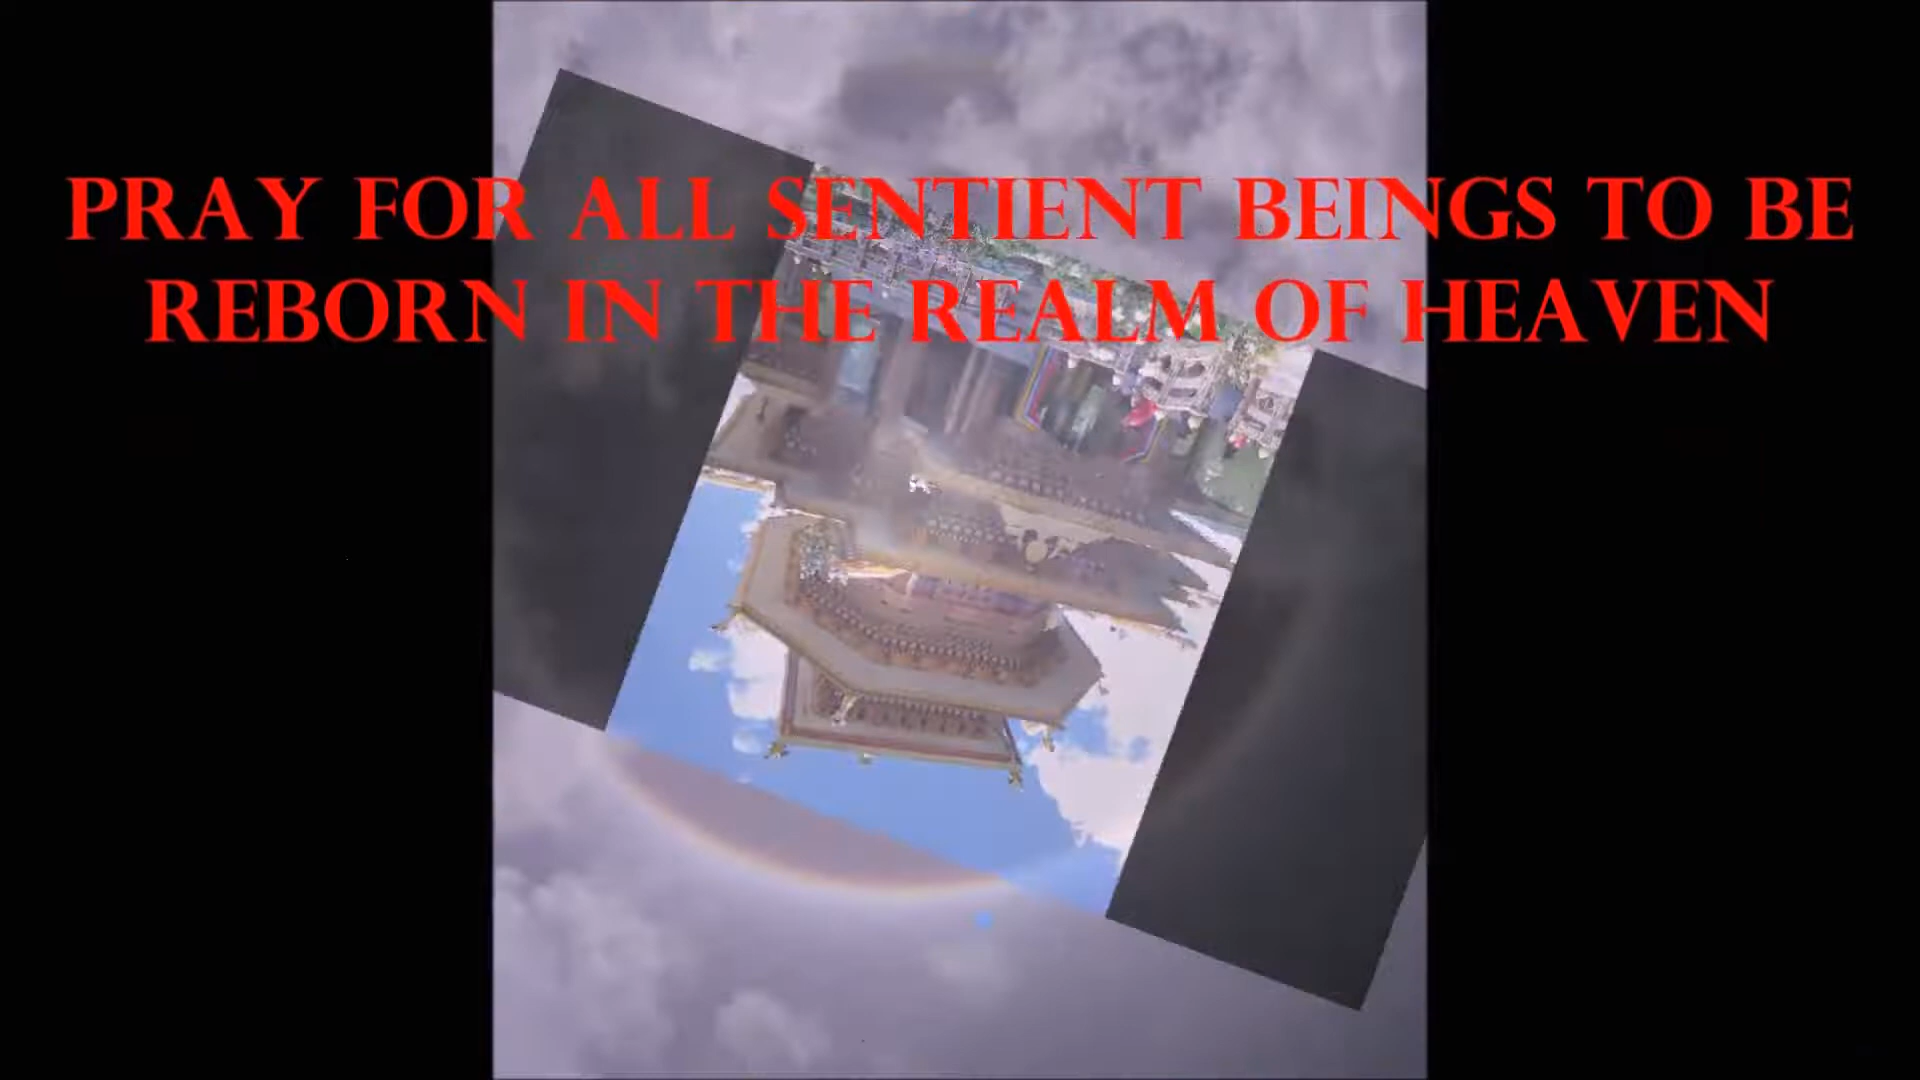 PRAY FOR ALL SENTIENT BEINGS TO BE
REBORN IN THE REALM OF HEAVEN